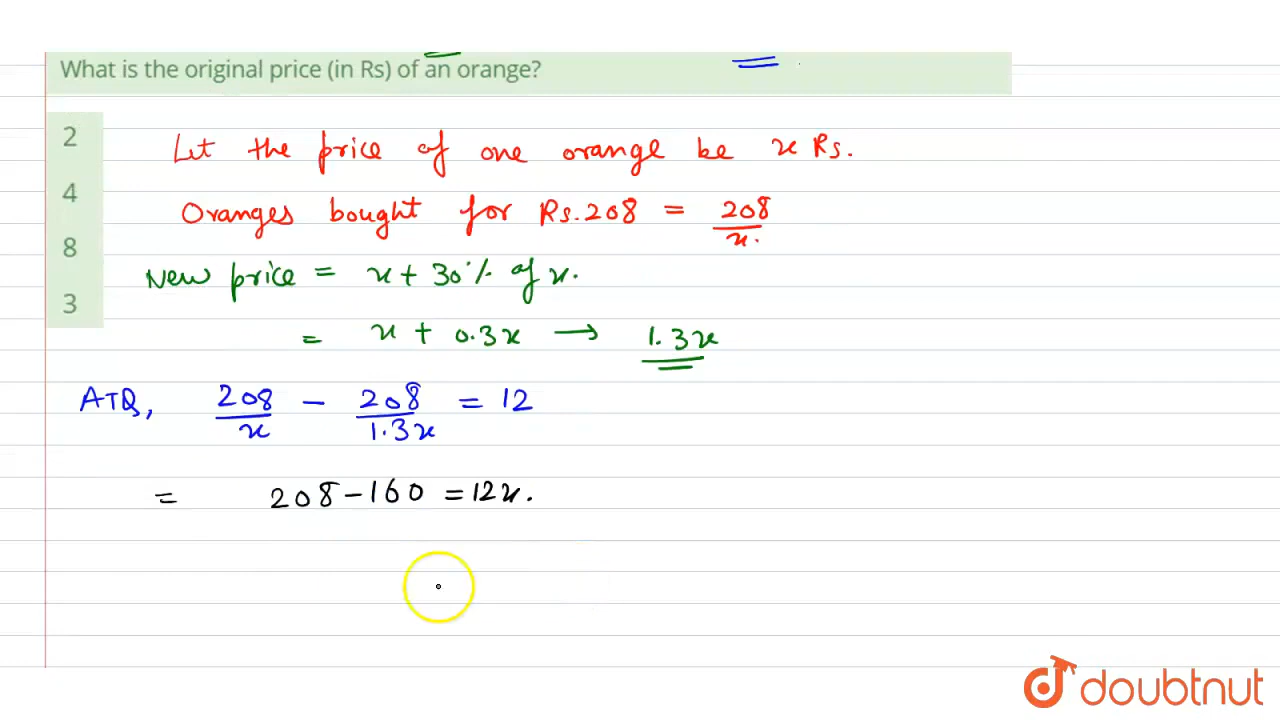 What is the original price (in Rs) of an orange?
2
4
8
3
Let the price of one orange be x Rs.
Oranges bought for Rs.208 = 208/x.
New price = x + 30% of x.
= x + 0.3x → 1.3x
ATQ, 208/x - 208/1.3x = 12
= 208-160 = 12x.
doubtnut